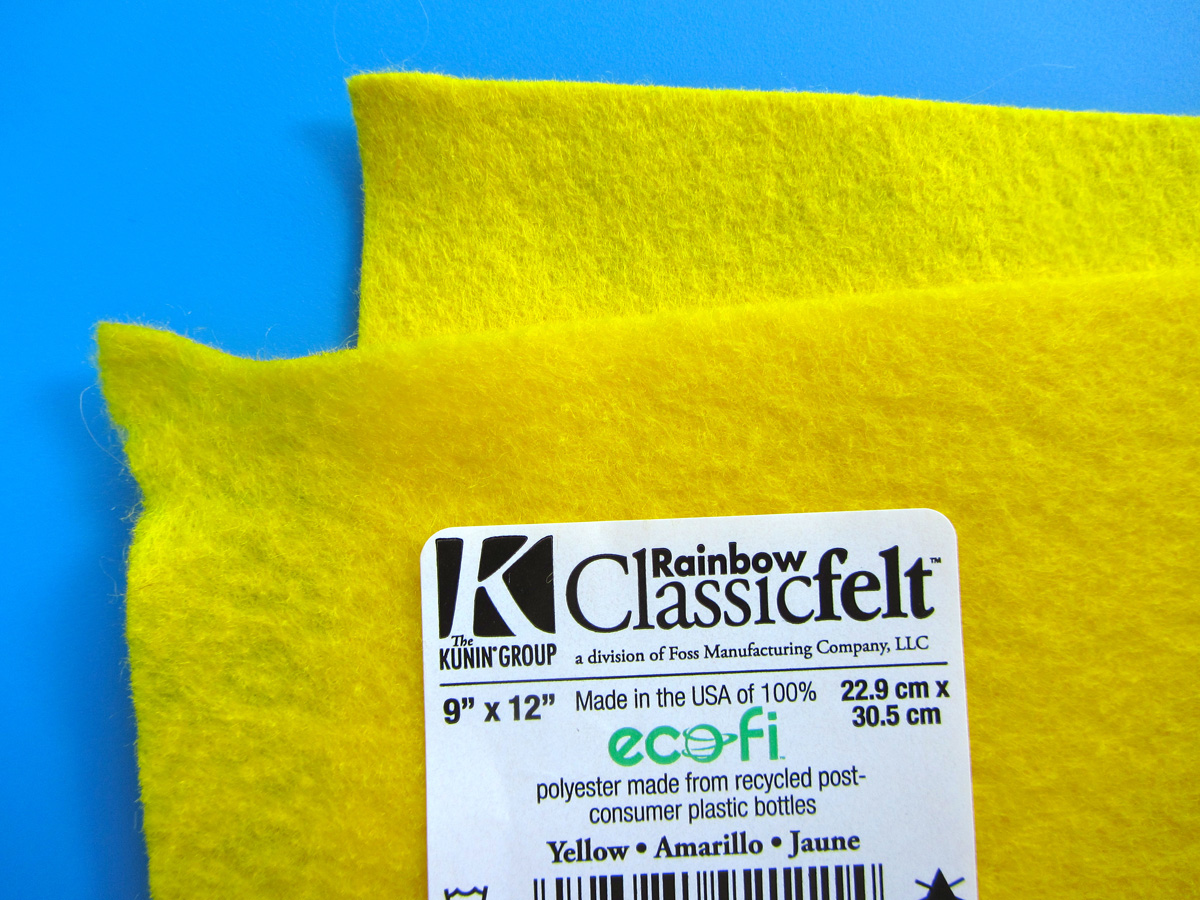 K
The
KUNIN® GROUP
Rainbow
Classicfelt™
a division of Foss Manufacturing Company, LLC
9” x 12”
Made in the USA of 100%
eco-fi™
22.9 cm x
30.5 cm
polyester made from recycled post-
consumer plastic bottles
Yellow • Amarillo • Jaune